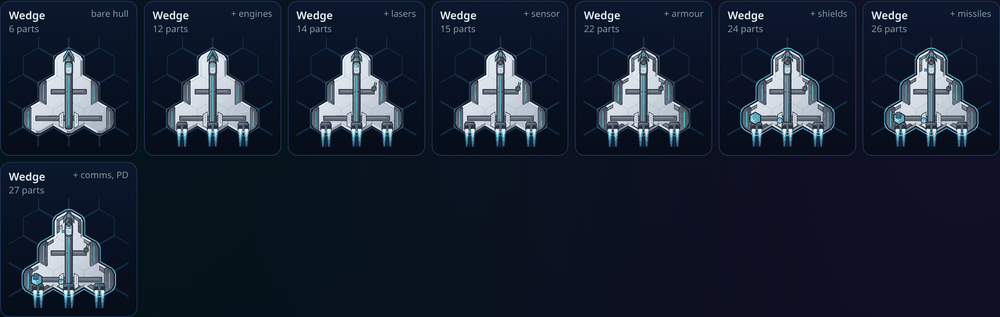 Wedge bare hull
6 parts
Wedge + engines
12 parts
Wedge + lasers
14 parts
Wedge + sensor
15 parts
Wedge + armour
22 parts
Wedge + shields
24 parts
Wedge + missiles
26 parts
Wedge + comms, PD
27 parts